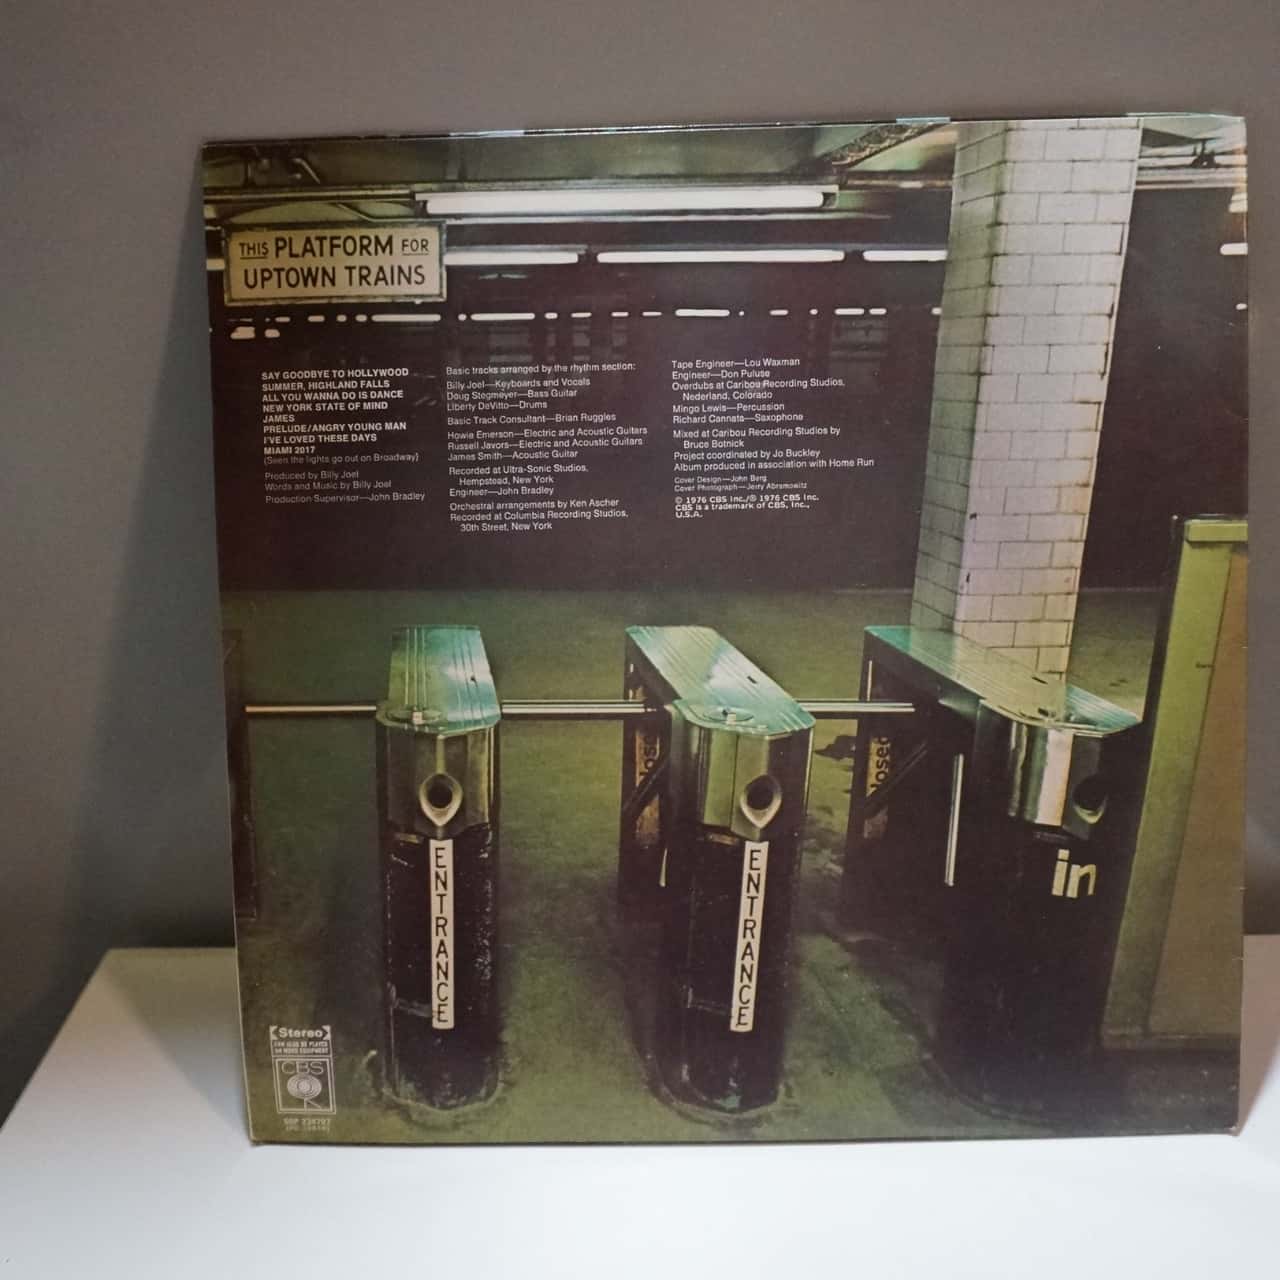 THIS PLATFORM FOR
UPTOWN TRAINS
SAY GOODBYE TO HOLLYWOOD
SUMMER, HIGHLAND FALLS
ALL YOU WANNA DO IS DANCE
NEW YORK STATE OF MIND
JAMES
PRELUDE/ANGRY YOUNG MAN
I'VE LOVED THESE DAYS
MIAMI 2017
(Seen the lights go out on Broadway)
Produced by Billy Joel
Words and Music by Billy Joel
Production Supervisor—John Bradley
Basic tracks arranged by the rhythm section:
Billy Joel—Keyboards and Vocals
Doug Stegmeyer—Bass Guitar
Liberty DeVitto—Drums
Basic Track Consultant—Brian Ruggles
Howie Emerson—Electric and Acoustic Guitars
Russell Javors—Electric and Acoustic Guitars
James Smith—Acoustic Guitar
Recorded at Ultra-Sonic Studios,
Hempstead, New York
Engineer—John Bradley
Orchestral arrangements by Ken Ascher
Recorded at Columbia Recording Studios,
30th Street, New York
Tape Engineer—Lou Waxman
Engineer—Don Puluse
Overdubs at Caribou Recording Studios,
Nederland, Colorado
Mingo Lewis—Percussion
Richard Cannata—Saxophone
Mixed at Caribou Recording Studios by
Bruce Botnick
Project coordinated by Jo Buckley
Album produced in association with Home Run
Cover Design—John Berg
Cover Photograph—Jerry Abramowitz
© 1976 CBS Inc./℗ 1976 CBS Inc.
CBS is a trademark of CBS, Inc.,
U.S.A.
losed
losed
ENTRANCE
ENTRANCE
in
Stereo
CAN ALSO BE PLAYED
ON MONO EQUIPMENT
CBS